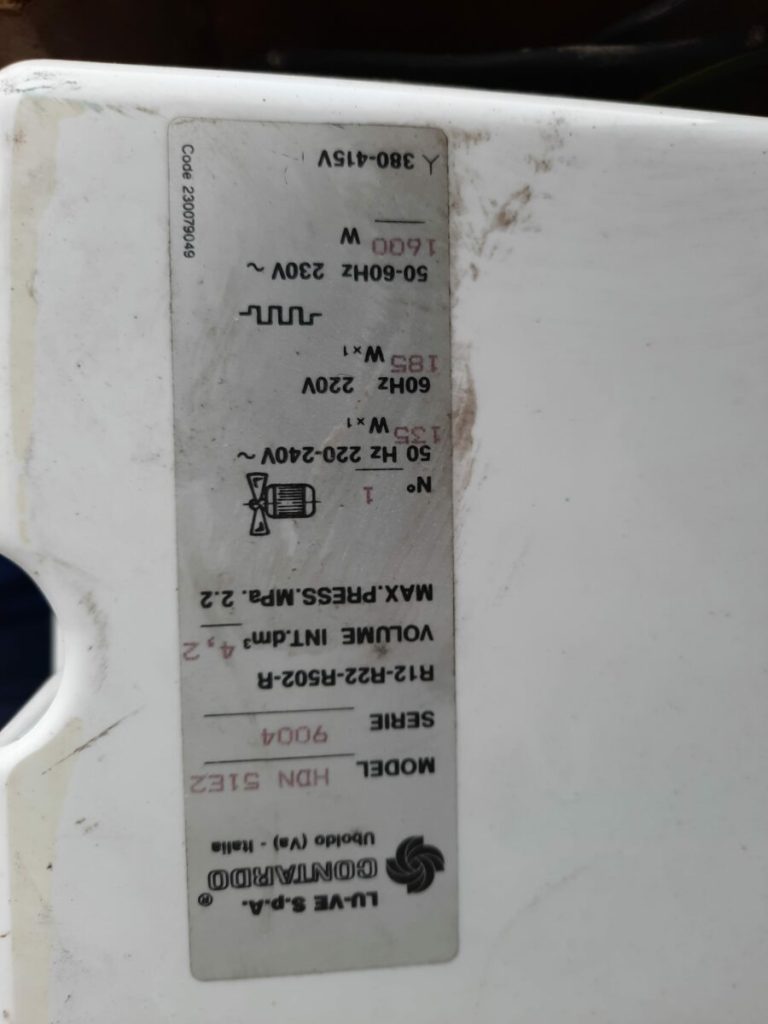 LU-VE S.p.A.
CONTARDO ®
Uboldo (Va) - Italia
MODEL HDN 51E2
SERIE 9004
R12-R22-R502-R
VOLUME INT.dm³ 4,2
MAX.PRESS.MPa. 2.2
N° 1
50 Hz 220-240V ~
135 W×1
60Hz 220V
185 W×1
50-60Hz 230V ~
1600 W
Y 380-415V
Code 230079049